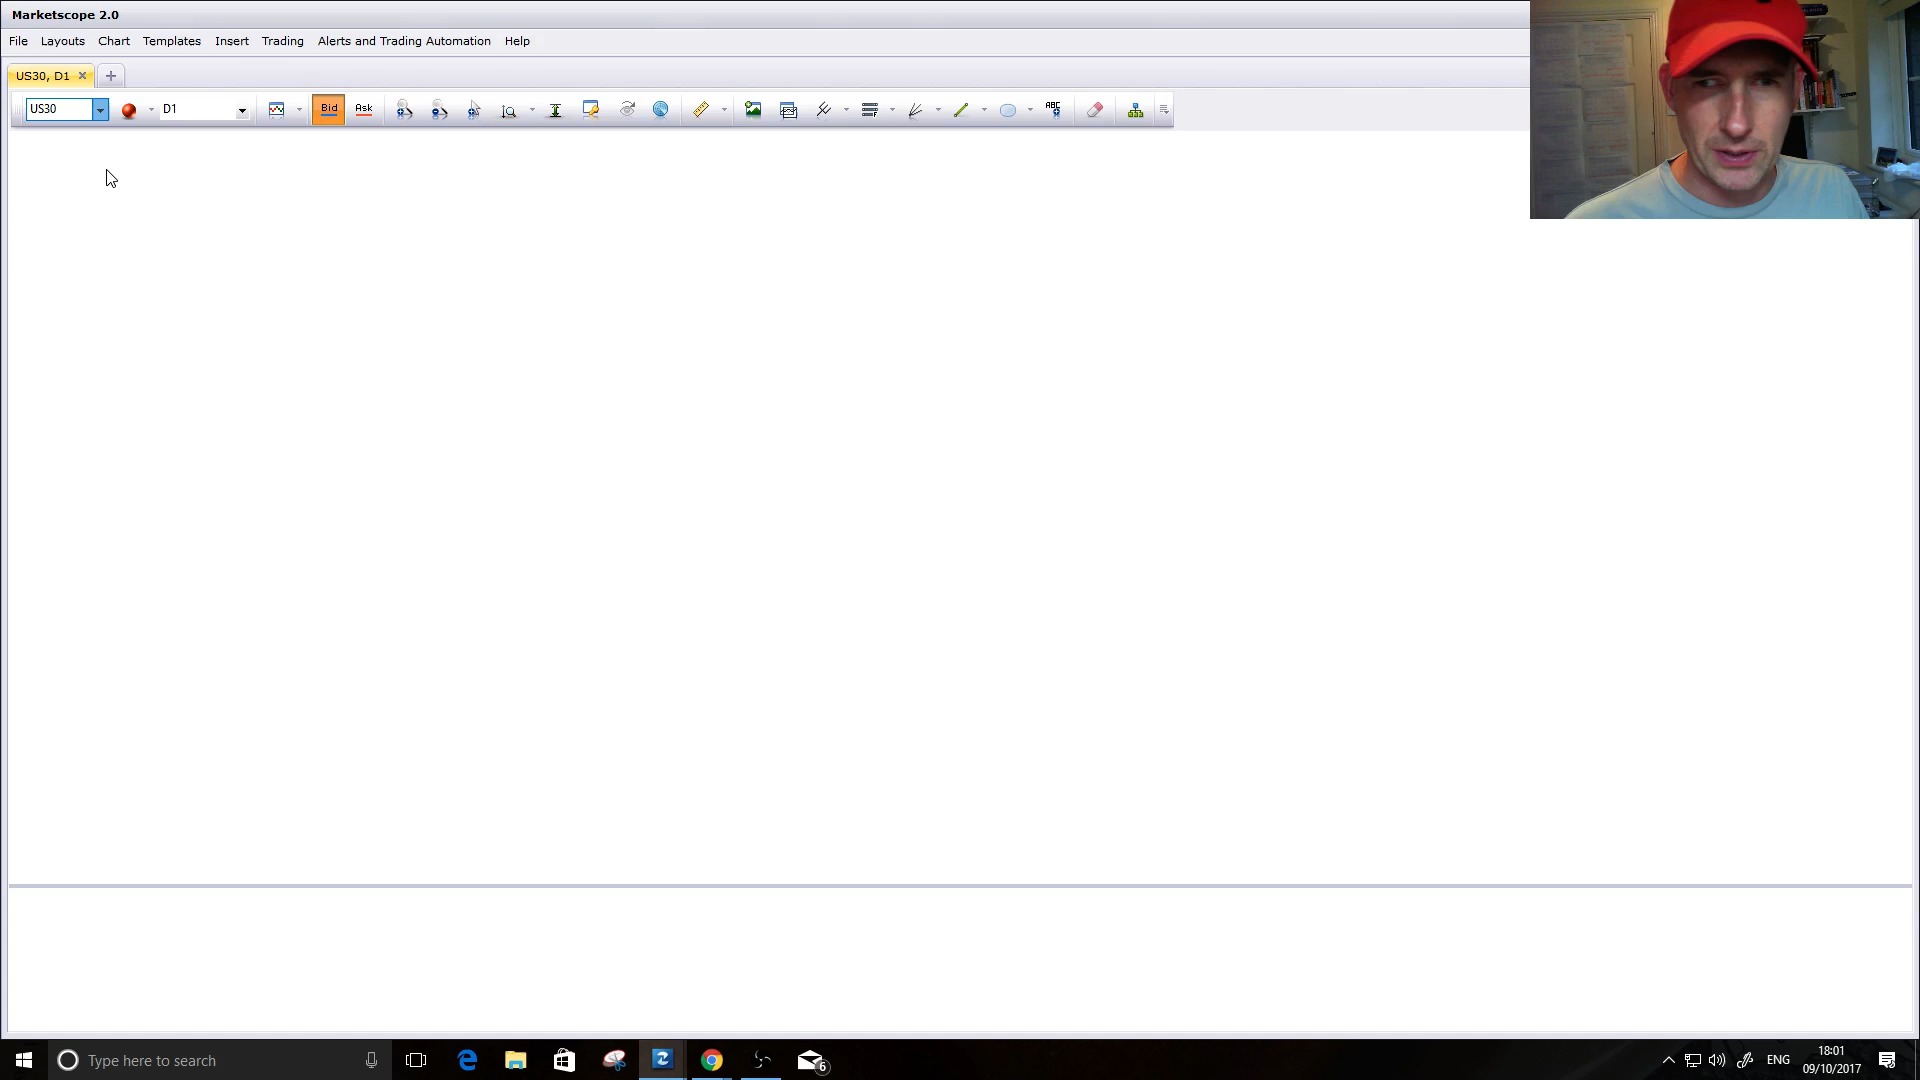 Marketscope 2.0
File Layouts Chart Templates Insert Trading Alerts and Trading Automation Help
US30, D1
US30 D1 Bid Ask ABC
Type here to search
6
ENG
18:01
09/10/2017